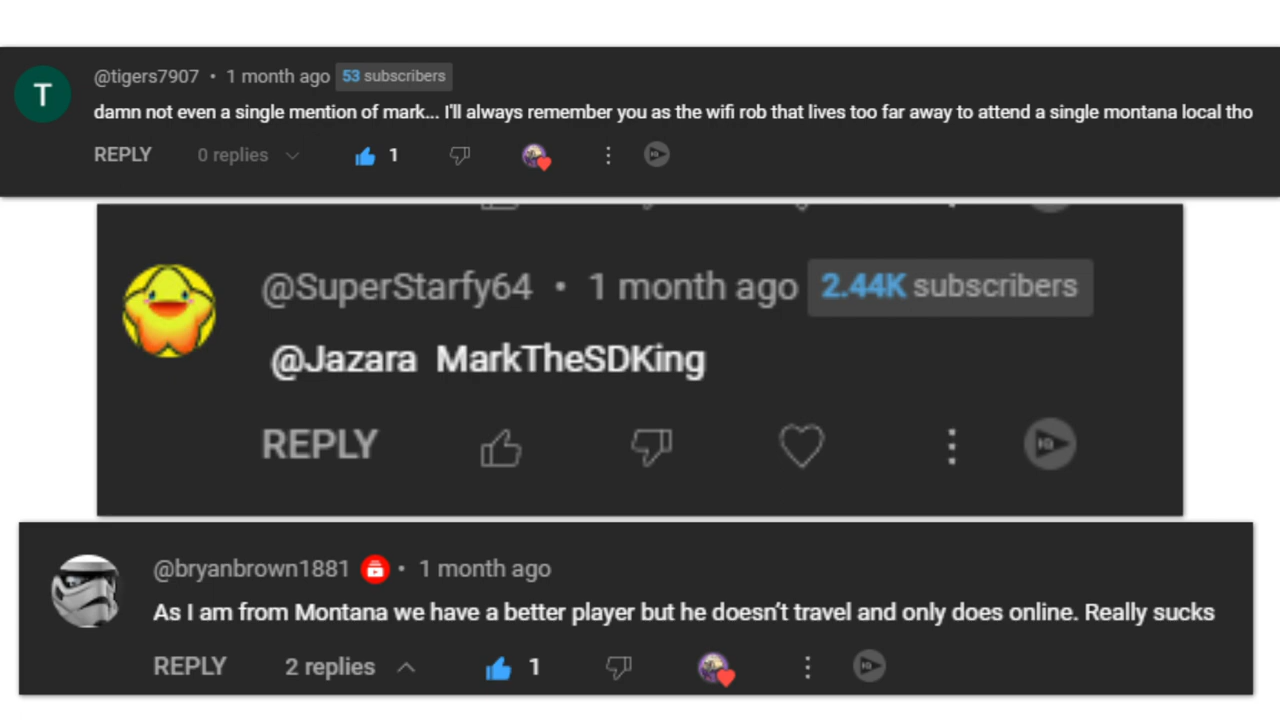 T
@tigers7907 • 1 month ago 53 subscribers
damn not even a single mention of mark... I'll always remember you as the wifi rob that lives too far away to attend a single montana local tho
REPLY 0 replies 1
@SuperStarfy64 • 1 month ago 2.44K subscribers
@Jazara MarkTheSDKing
REPLY
@bryanbrown1881 • 1 month ago
As I am from Montana we have a better player but he doesn't travel and only does online. Really sucks
REPLY 2 replies 1